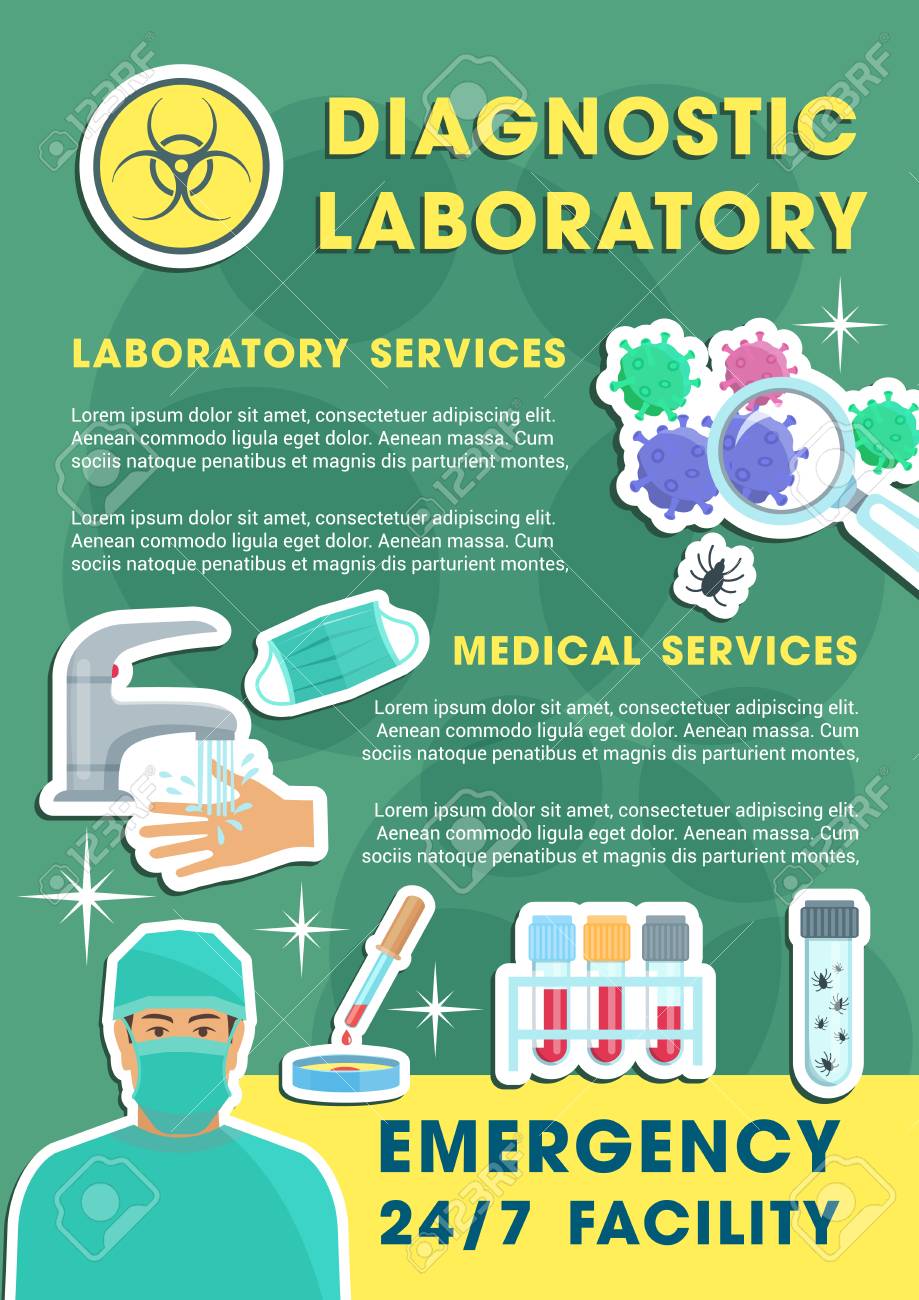 DIAGNOSTIC
LABORATORY
LABORATORY SERVICES
Lorem ipsum dolor sit amet, consectetuer adipiscing elit.
Aenean commodo ligula eget dolor. Aenean massa. Cum
sociis natoque penatibus et magnis dis parturient montes,
Lorem ipsum dolor sit amet, consectetuer adipiscing elit.
Aenean commodo ligula eget dolor. Aenean massa. Cum
sociis natoque penatibus et magnis dis parturient montes,
MEDICAL SERVICES
Lorem ipsum dolor sit amet, consectetuer adipiscing elit.
Aenean commodo ligula eget dolor. Aenean massa. Cum
sociis natoque penatibus et magnis dis parturient montes,
Lorem ipsum dolor sit amet, consectetuer adipiscing elit.
Aenean commodo ligula eget dolor. Aenean massa. Cum
sociis natoque penatibus et magnis dis parturient montes,
EMERGENCY
24/7 FACILITY
123RF